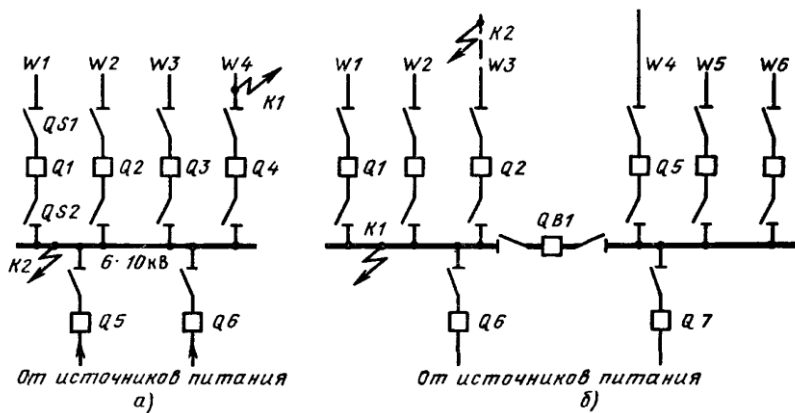 K2
W1 W2 W3 W4 W1 W2 W3 W4 W5 W6
K1
QS1
Q1 Q2 Q3 Q4 Q1 Q2 Q5
QS2
QB1
K1
K2 6-10кВ
Q5 Q6 Q6 Q7
От источников питания От источников питания
а) б)